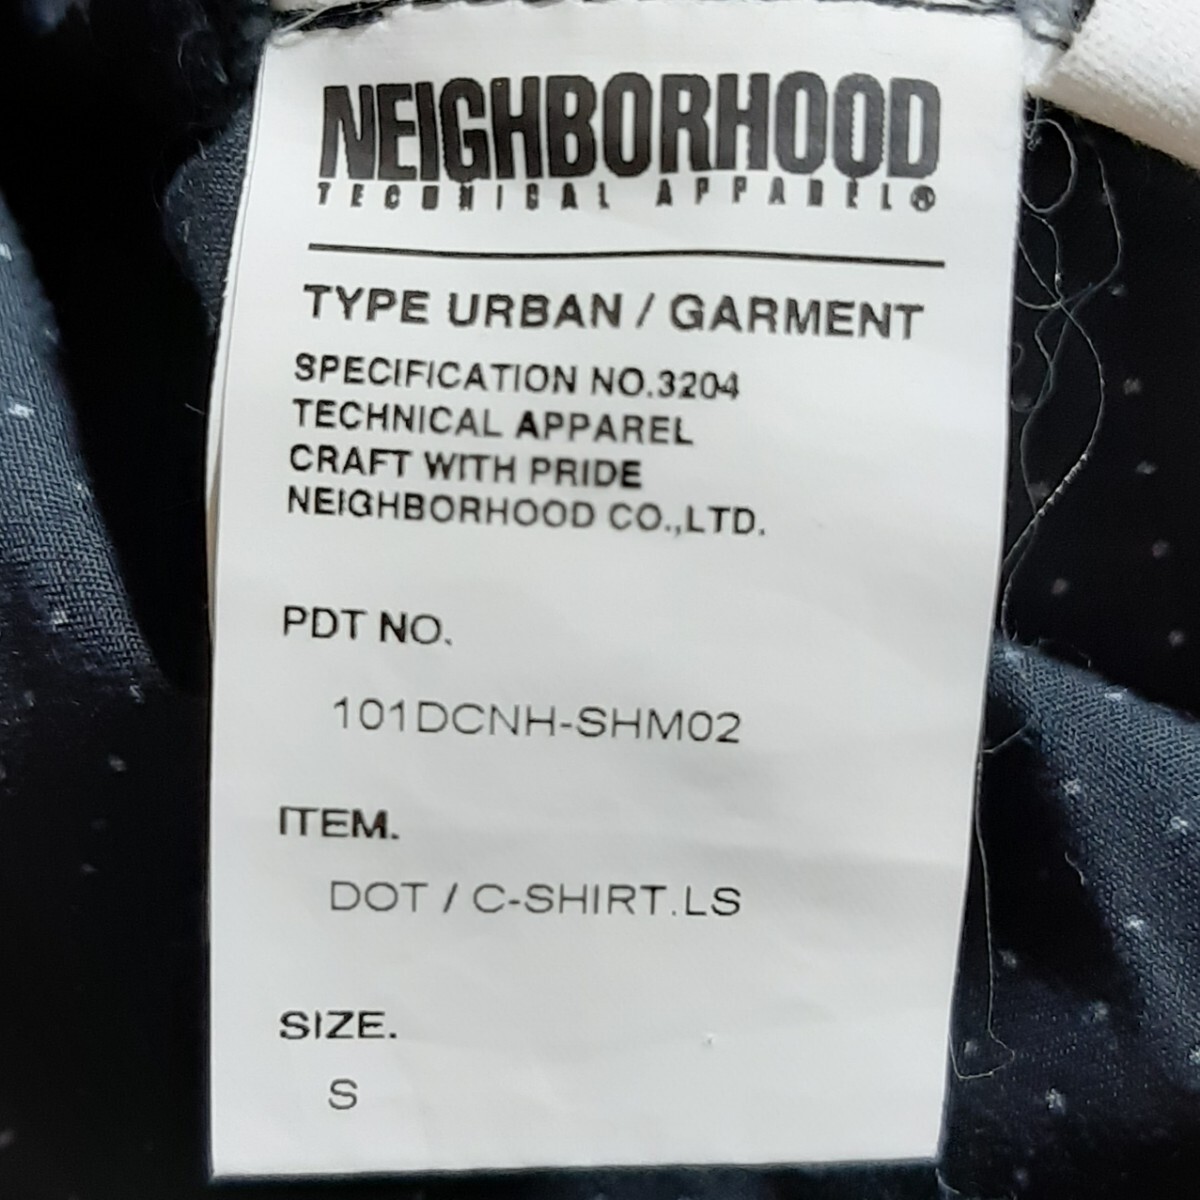 NEIGHBORHOOD
TECHNICAL APPAREL®
TYPE URBAN / GARMENT
SPECIFICATION NO.3204
TECHNICAL APPAREL
CRAFT WITH PRIDE
NEIGHBORHOOD CO.,LTD.
PDT NO.
101DCNH-SHM02
ITEM.
DOT / C-SHIRT.LS
SIZE.
S